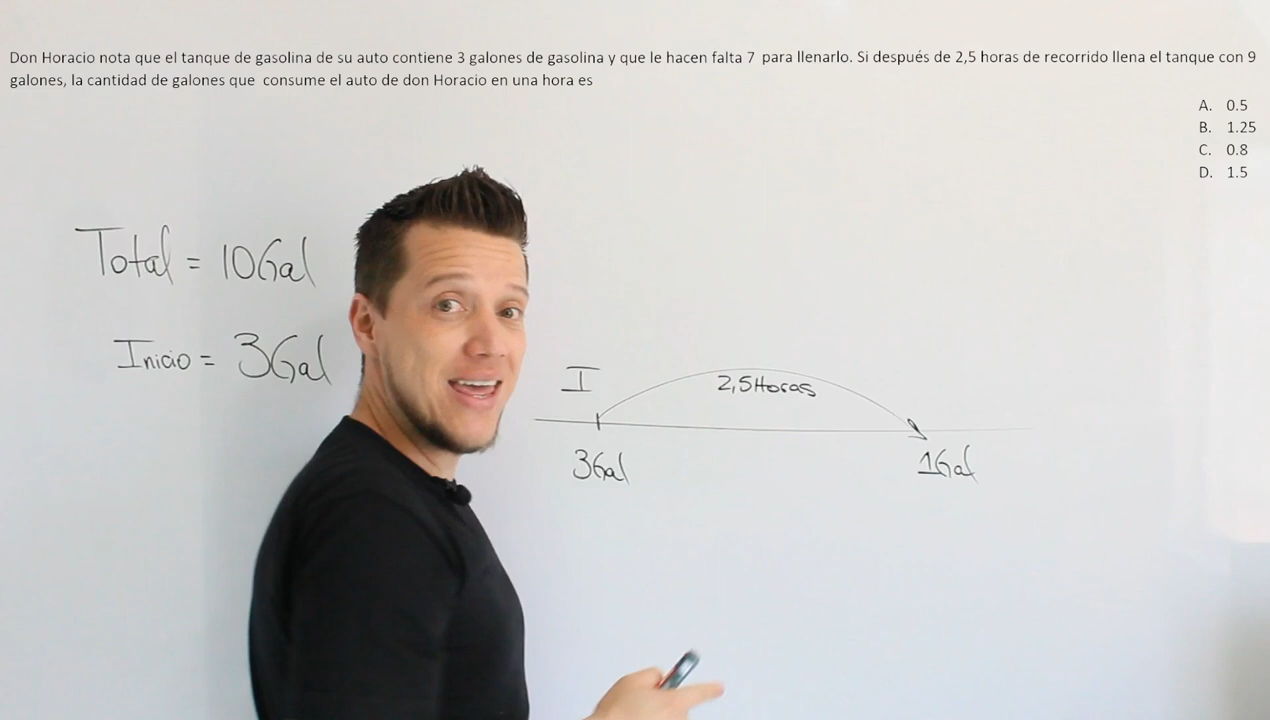 Don Horacio nota que el tanque de gasolina de su auto contiene 3 galones de gasolina y que le hacen falta 7 para llenarlo. Si después de 2,5 horas de recorrido llena el tanque con 9
galones, la cantidad de galones que consume el auto de don Horacio en una hora es
A. 0.5
B. 1.25
C. 0.8
D. 1.5
Total = 10Gal
Inicio = 3Gal
I
2,5Horas
3Gal
1Gal